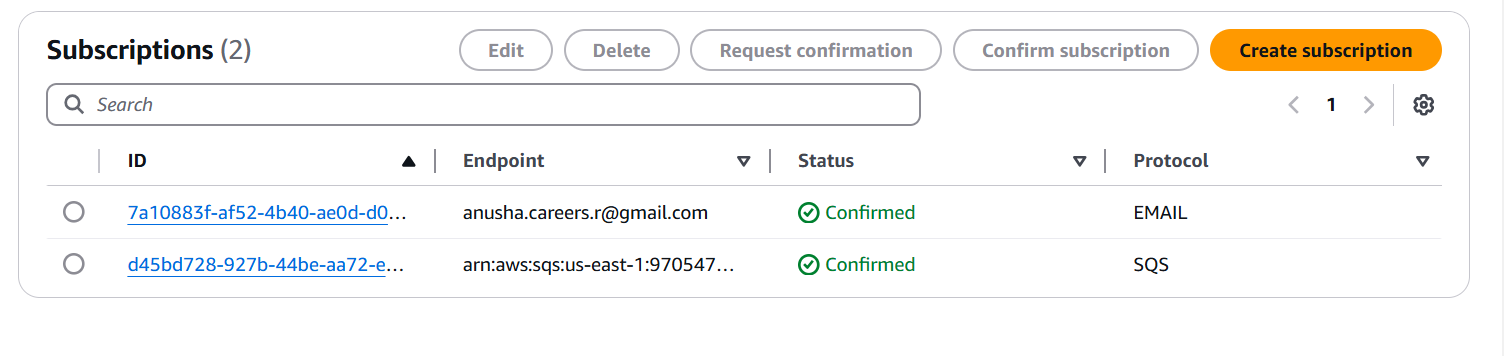 Subscriptions (2) Edit Delete Request confirmation Confirm subscription Create subscription
Search 1
ID Endpoint Status Protocol
7a10883f-af52-4b40-ae0d-d0... anusha.careers.r@gmail.com Confirmed EMAIL
d45bd728-927b-44be-aa72-e... arn:aws:sqs:us-east-1:970547... Confirmed SQS